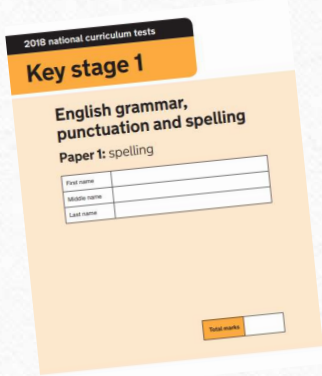 2018 national curriculum tests
Key stage 1
English grammar,
punctuation and spelling
Paper 1: spelling
First name
Middle name
Last name
Total marks